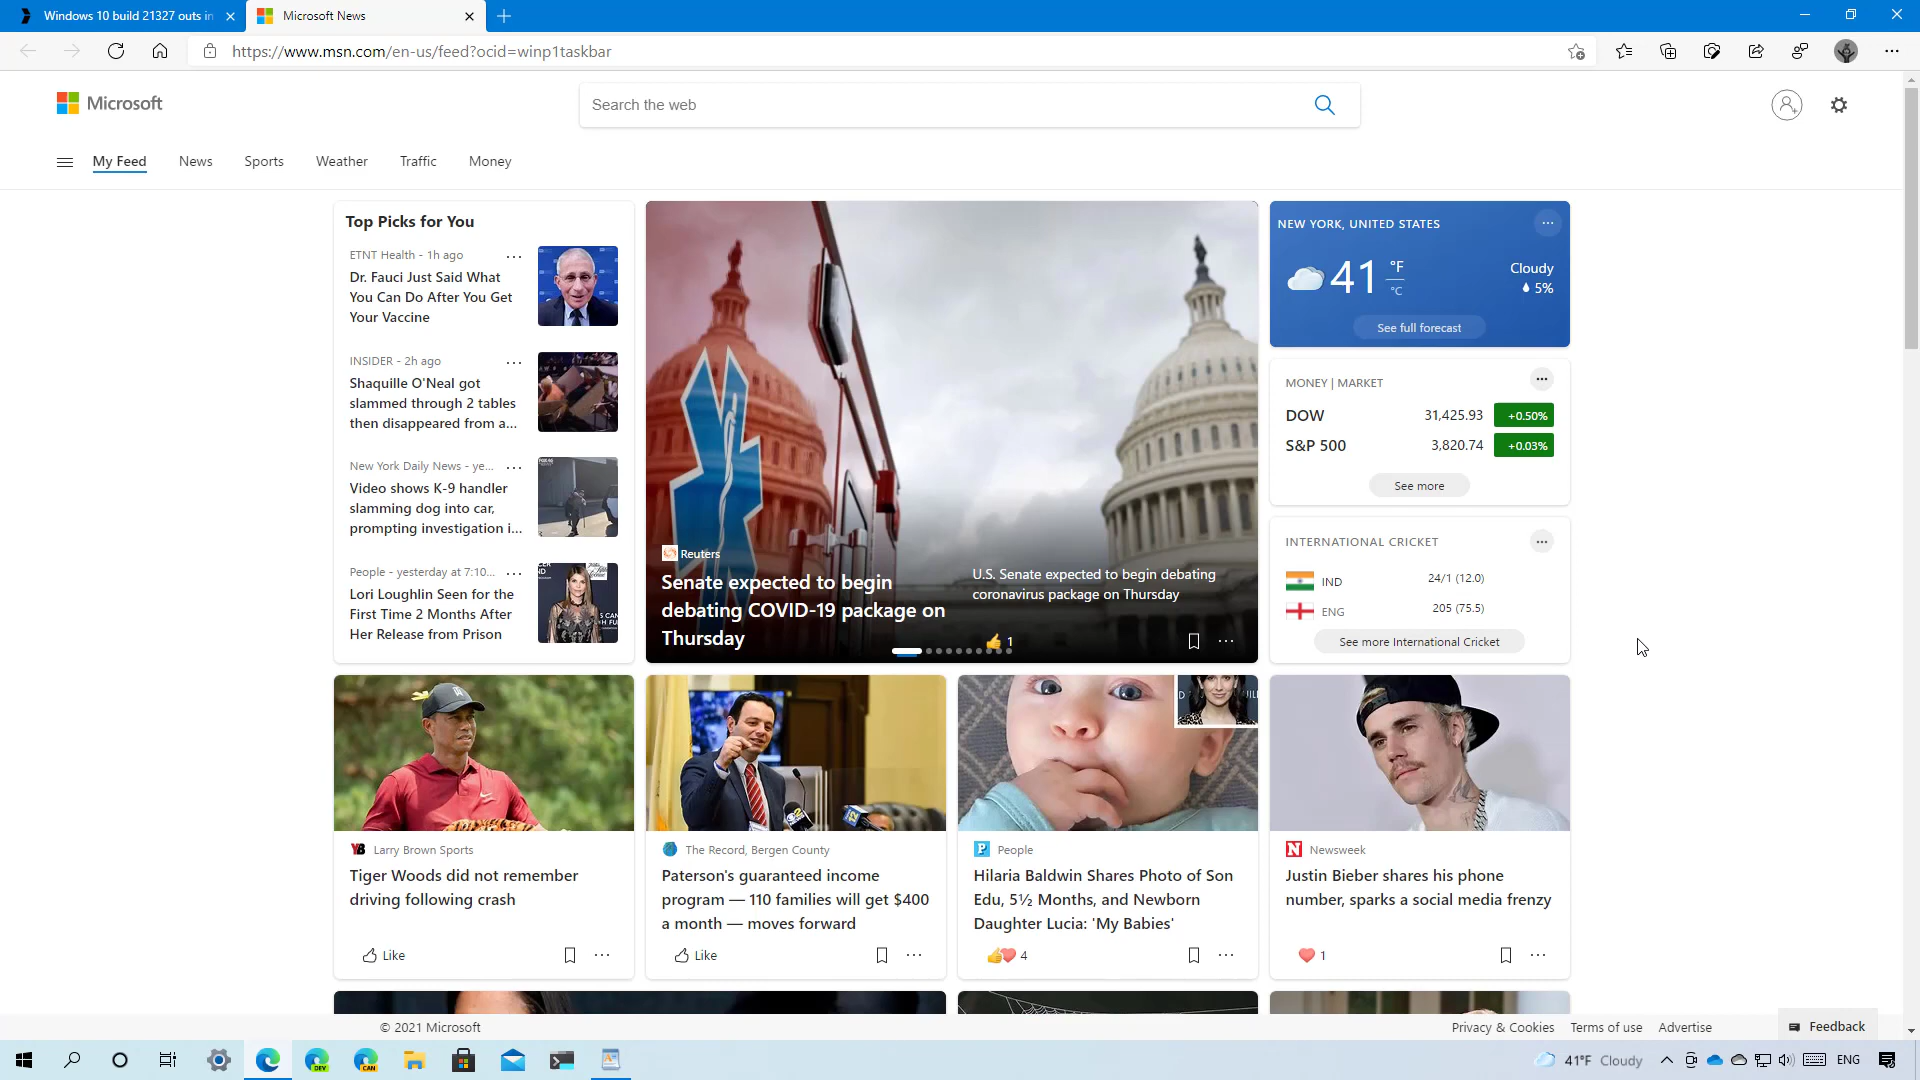 Windows 10 build 21327 outs in
Microsoft News
https://www.msn.com/en-us/feed?ocid=winp1taskbar
Microsoft
Search the web
My Feed
News
Sports
Weather
Traffic
Money
Top Picks for You
ETNT Health - 1h ago
Dr. Fauci Just Said What
You Can Do After You Get
Your Vaccine
INSIDER - 2h ago
Shaquille O'Neal got
slammed through 2 tables
then disappeared from a...
New York Daily News - ye...
Video shows K-9 handler
slamming dog into car,
prompting investigation i...
People - yesterday at 7:10...
Lori Loughlin Seen for the
First Time 2 Months After
Her Release from Prison
Reuters
Senate expected to begin
debating COVID-19 package on
Thursday
U.S. Senate expected to begin debating
coronavirus package on Thursday
1
NEW YORK, UNITED STATES
41 °F
°C
Cloudy
5%
See full forecast
MONEY | MARKET
DOW 31,425.93 +0.50%
S&P 500 3,820.74 +0.03%
See more
INTERNATIONAL CRICKET
IND 24/1 (12.0)
ENG 205 (75.5)
See more International Cricket
Larry Brown Sports
Tiger Woods did not remember
driving following crash
Like
The Record, Bergen County
Paterson's guaranteed income
program — 110 families will get $400
a month — moves forward
Like
People
Hilaria Baldwin Shares Photo of Son
Edu, 5½ Months, and Newborn
Daughter Lucia: 'My Babies'
4
Newsweek
Justin Bieber shares his phone
number, sparks a social media frenzy
1
© 2021 Microsoft
Privacy & Cookies
Terms of use
Advertise
Feedback
DEV
CAN
41°F Cloudy
ENG